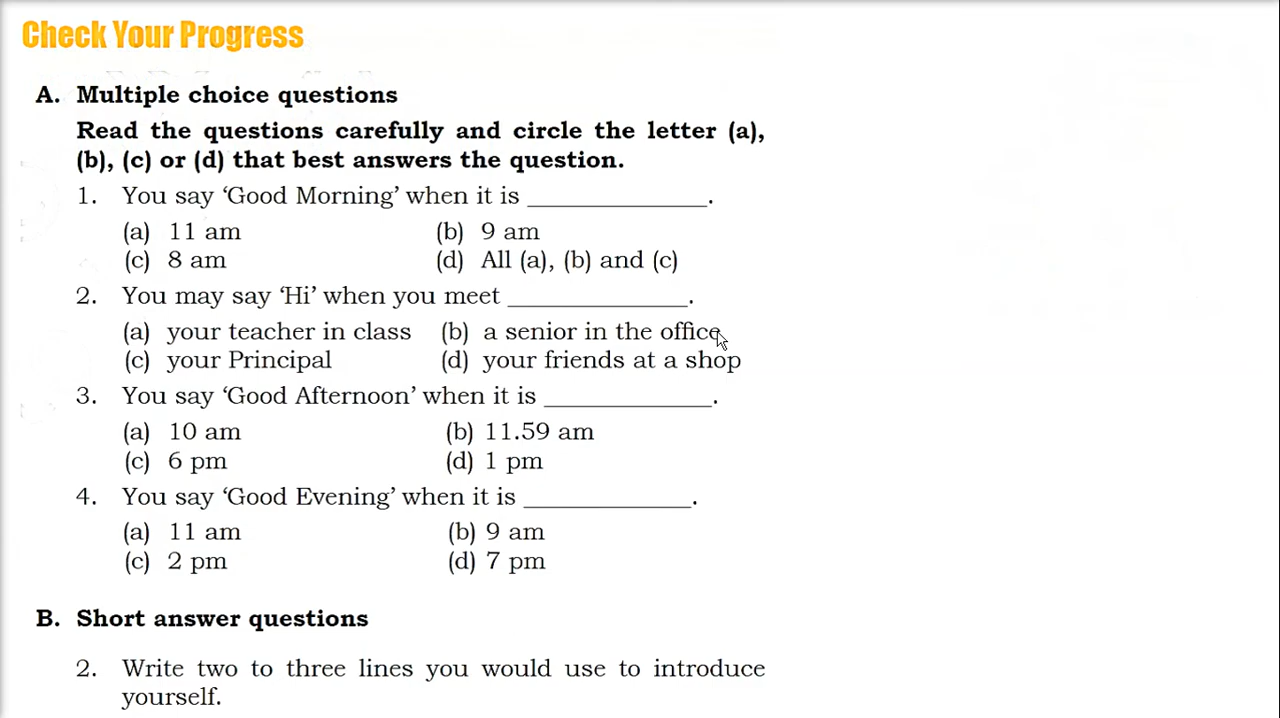 Check Your Progress
A. Multiple choice questions
Read the questions carefully and circle the letter (a),
(b), (c) or (d) that best answers the question.
1. You say ‘Good Morning’ when it is ______________.
(a) 11 am (b) 9 am
(c) 8 am (d) All (a), (b) and (c)
2. You may say ‘Hi’ when you meet ______________.
(a) your teacher in class (b) a senior in the office
(c) your Principal (d) your friends at a shop
3. You say ‘Good Afternoon’ when it is _____________.
(a) 10 am (b) 11.59 am
(c) 6 pm (d) 1 pm
4. You say ‘Good Evening’ when it is _____________.
(a) 11 am (b) 9 am
(c) 2 pm (d) 7 pm
B. Short answer questions
2. Write two to three lines you would use to introduce
yourself.